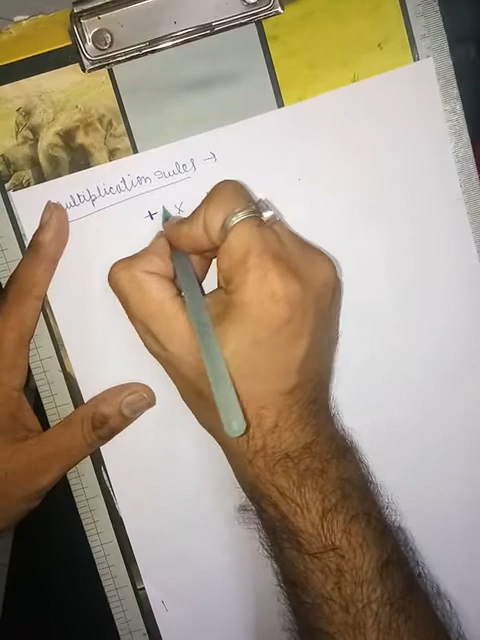 Multiplication rules →
+ x